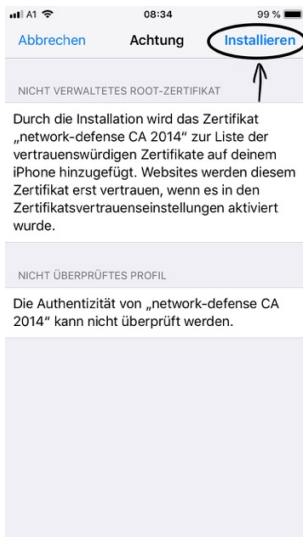 A1 08:34 99 %
Abbrechen Achtung Installieren
NICHT VERWALTETES ROOT-ZERTIFIKAT
Durch die Installation wird das Zertifikat
„network-defense CA 2014“ zur Liste der
vertrauenswürdigen Zertifikate auf deinem
iPhone hinzugefügt. Websites werden diesem
Zertifikat erst vertrauen, wenn es in den
Zertifikatsvertrauenseinstellungen aktiviert
wurde.
NICHT ÜBERPRÜFTES PROFIL
Die Authentizität von „network-defense CA
2014“ kann nicht überprüft werden.